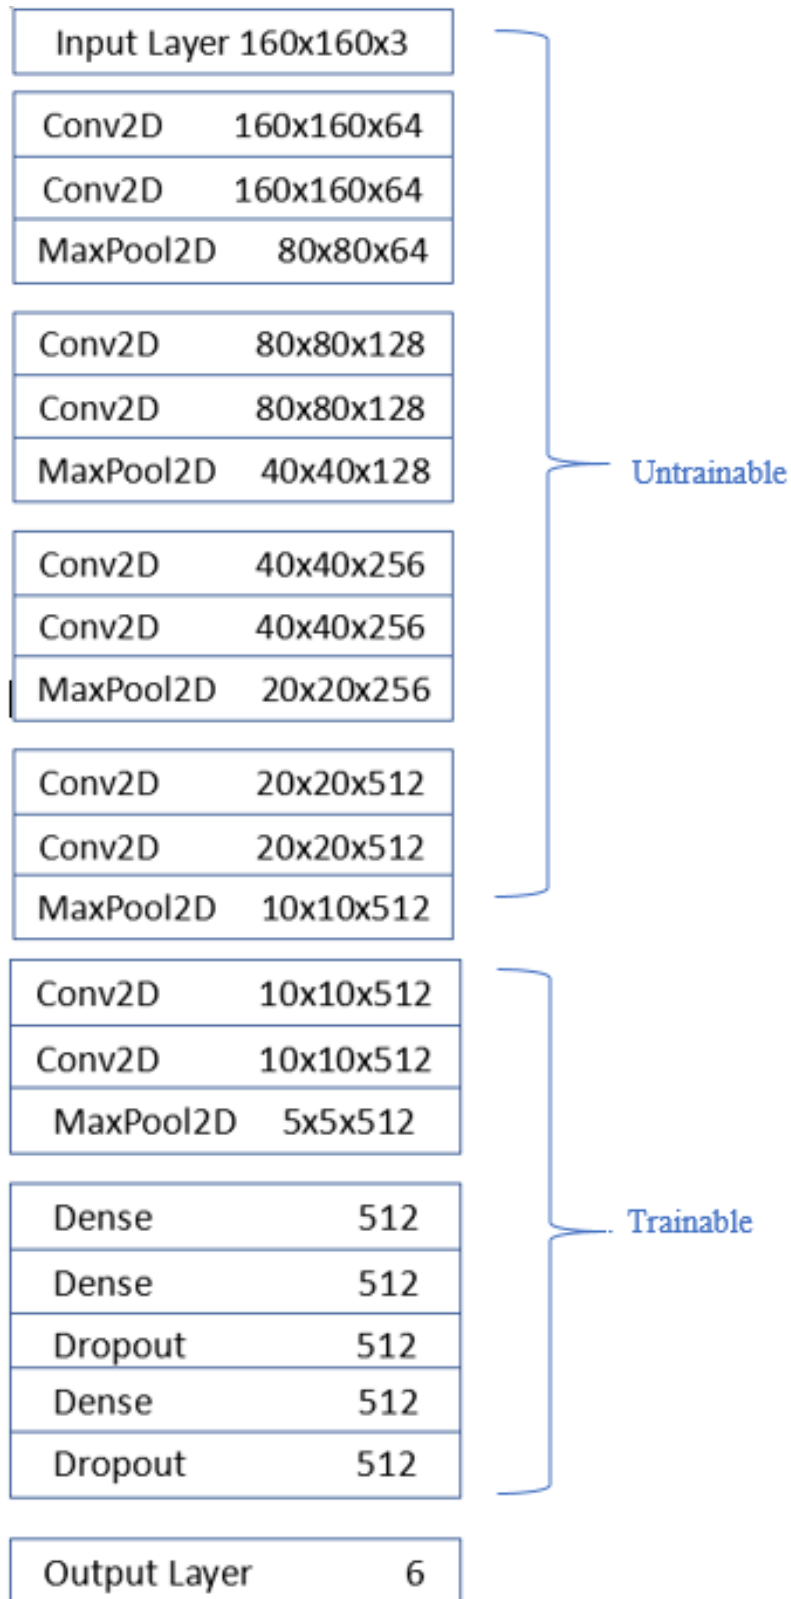 Input Layer 160x160x3
Conv2D 160x160x64
Conv2D 160x160x64
MaxPool2D 80x80x64
Conv2D 80x80x128
Conv2D 80x80x128
MaxPool2D 40x40x128
Untrainable
Conv2D 40x40x256
Conv2D 40x40x256
MaxPool2D 20x20x256
Conv2D 20x20x512
Conv2D 20x20x512
MaxPool2D 10x10x512
Conv2D 10x10x512
Conv2D 10x10x512
MaxPool2D 5x5x512
Dense 512
Trainable
Dense 512
Dropout 512
Dense 512
Dropout 512
Output Layer 6